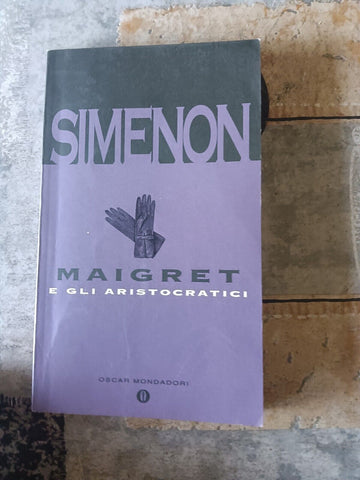 SIMENON
MAIGRET
E GLI ARISTOCRATICI
OSCAR MONDADORI